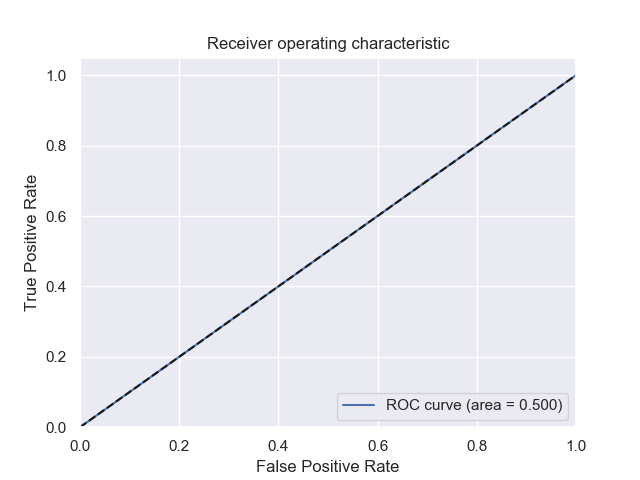 Receiver operating characteristic
1.0
0.8
0.6
0.4
0.2
0.0
True Positive Rate
ROC curve (area = 0.500)
0.0 0.2 0.4 0.6 0.8 1.0
False Positive Rate